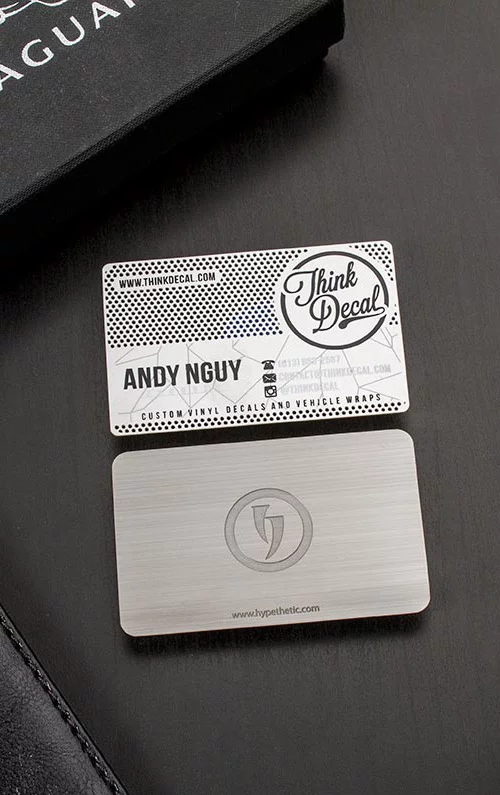 AGUAR
WWW.THINKDECAL.COM
Think
Decal
ANDY NGUY
CONTACT@THINKDECAL.COM
@THINKDECAL
CUSTOM VINYL DECALS AND VEHICLE WRAPS
www.hypethetic.com